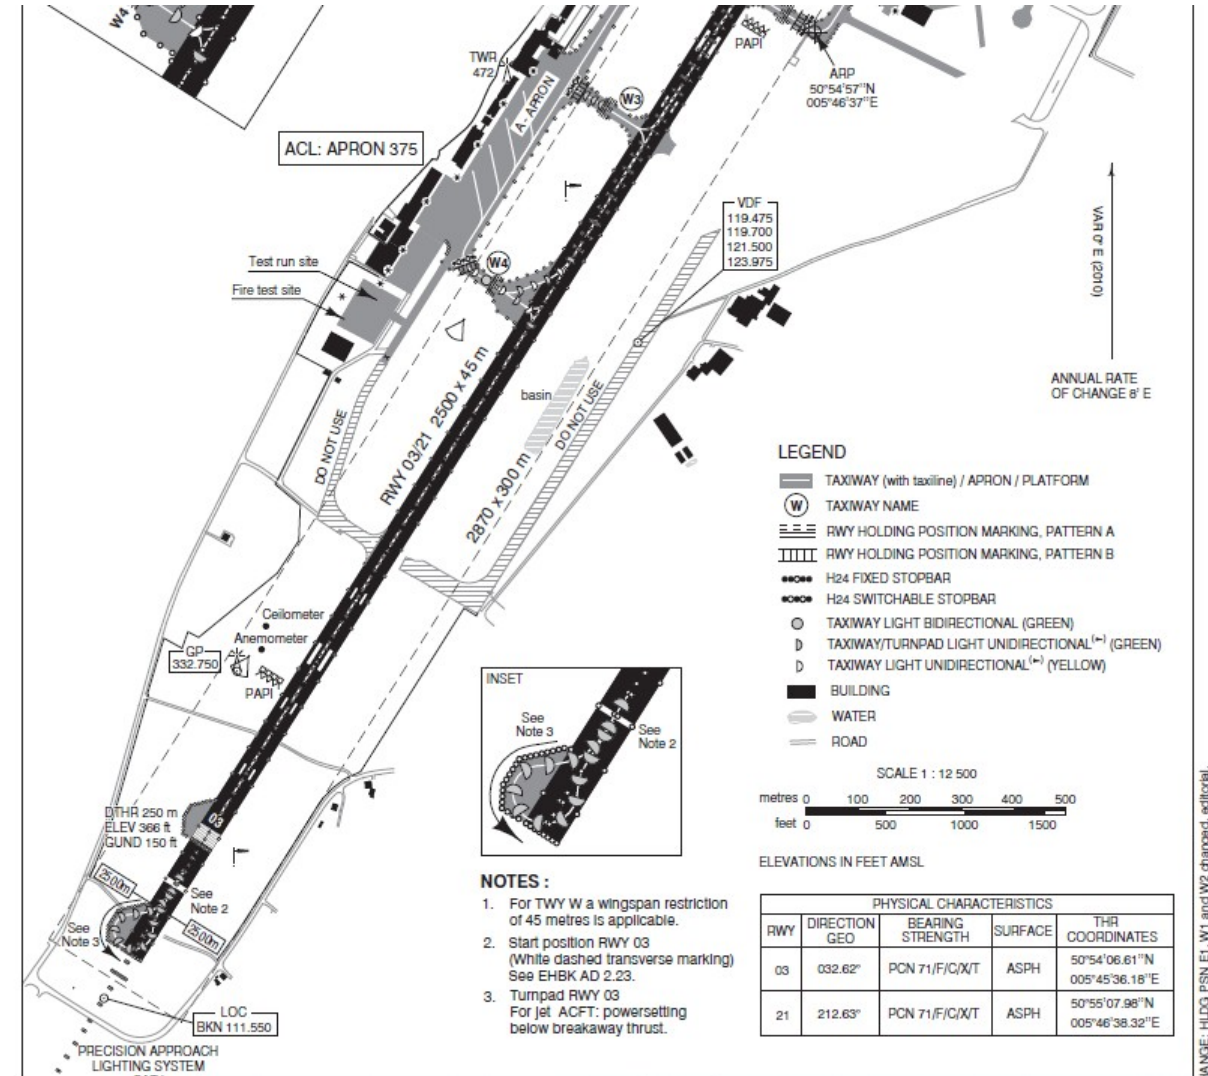 W4
TWR
472
A - APRON
W3
PAPI
ARP
50°54'57"N
005°46'37"E
ACL: APRON 375
VDF
119.475
119.700
121.500
123.975
VAR 0° E (2010)
W4
Test run site
Fire test site
ANNUAL RATE
OF CHANGE 8' E
basin
DO NOT USE
DO NOT USE
RWY 03/21 2500 x 45 m
2870 x 300 m
LEGEND
TAXIWAY (with taxiline) / APRON / PLATFORM
W
TAXIWAY NAME
RWY HOLDING POSITION MARKING, PATTERN A
RWY HOLDING POSITION MARKING, PATTERN B
H24 FIXED STOPBAR
H24 SWITCHABLE STOPBAR
TAXIWAY LIGHT BIDIRECTIONAL (GREEN)
TAXIWAY/TURNPAD LIGHT UNIDIRECTIONAL(←) (GREEN)
TAXIWAY LIGHT UNIDIRECTIONAL(←) (YELLOW)
BUILDING
WATER
ROAD
Ceilometer
Anemometer
GP
332.750
PAPI
INSET
See
Note 3
See
Note 2
SCALE 1 : 12 500
metres 0 100 200 300 400 500
feet 0 500 1000 1500
ELEVATIONS IN FEET AMSL
DTHR 250 m
ELEV 366 ft
GUND 150 ft
03
2500m
See
Note 2
2500m
See
Note 3
LOC
BKN 111.550
PRECISION APPROACH
LIGHTING SYSTEM
NOTES :
1. For TWY W a wingspan restriction
of 45 metres is applicable.
2. Start position RWY 03
(White dashed transverse marking)
See EHBK AD 2.23.
3. Turnpad RWY 03
For jet ACFT: powersetting
below breakaway thrust.
PHYSICAL CHARACTERISTICS
RWY DIRECTION GEO BEARING STRENGTH SURFACE THR COORDINATES
03 032.62° PCN 71/F/C/X/T ASPH 50°54'06.61"N 005°45'36.18"E
21 212.63° PCN 71/F/C/X/T ASPH 50°55'07.98"N 005°46'38.32"E
ANGE: HLDG PSN E1, W1 and W2 changed, editorial.